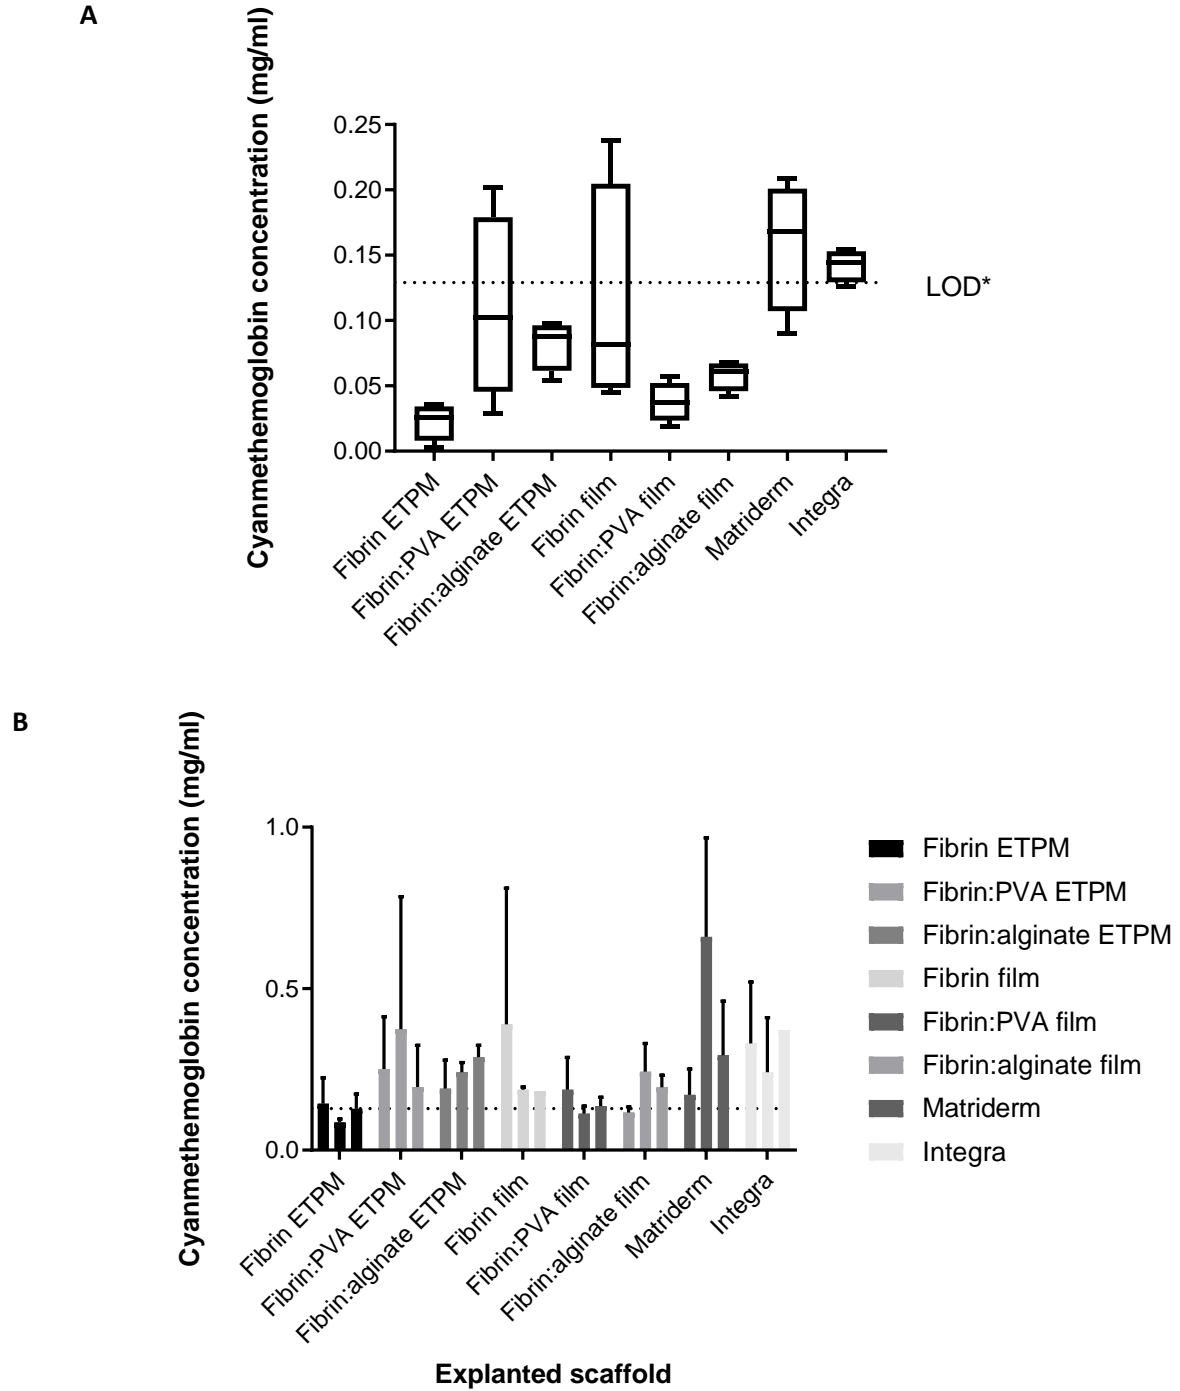 A
Cyanmethemoglobin concentration (mg/ml)
0.25
0.20
0.15
0.10
0.05
0.00
LOD*
Fibrin ETPM
Fibrin:PVA ETPM
Fibrin:alginate ETPM
Fibrin film
Fibrin:PVA film
Fibrin:alginate film
Matriderm
Integra
B
Cyanmethemoglobin concentration (mg/ml)
1.0
0.5
0.0
Fibrin ETPM
Fibrin:PVA ETPM
Fibrin:alginate ETPM
Fibrin film
Fibrin:PVA film
Fibrin:alginate film
Matriderm
Integra
Explanted scaffold
Fibrin ETPM
Fibrin:PVA ETPM
Fibrin:alginate ETPM
Fibrin film
Fibrin:PVA film
Fibrin:alginate film
Matriderm
Integra